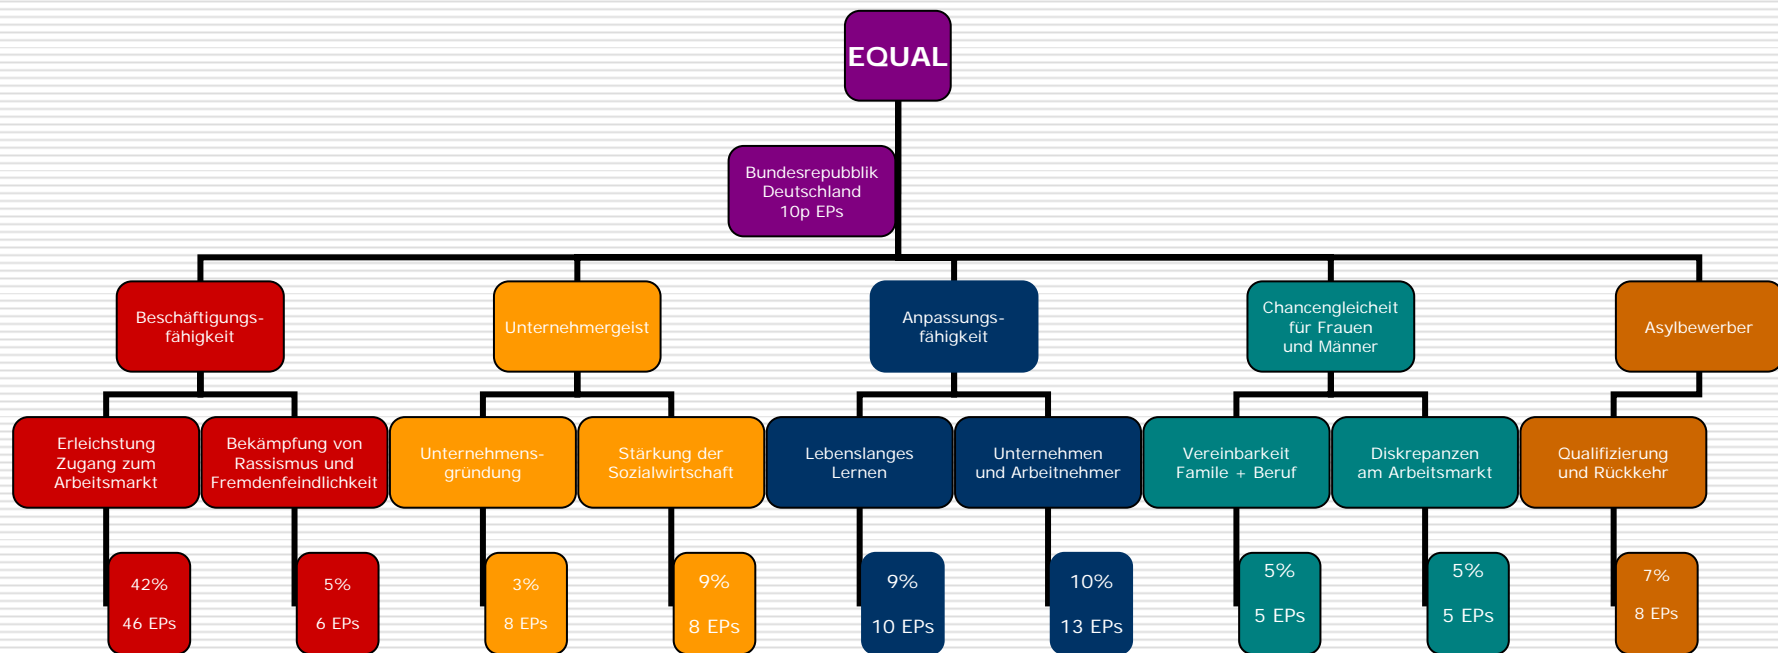 EQUAL
Bundesrepubblik
Deutschland
10p EPs
Beschäftigungs-
fähigkeit
Unternehmergeist
Anpassungs-
fähigkeit
Chancengleicheit
für Frauen
und Männer
Asylbewerber
Erleichstung
Zugang zum
Arbeitsmarkt
Bekämpfung von
Rassismus und
Fremdenfeindlichkeit
Unternehmens-
gründung
Stärkung der
Sozialwirtschaft
Lebenslanges
Lernen
Unternehmen
und Arbeitnehmer
Vereinbarkeit
Famile + Beruf
Diskrepanzen
am Arbeitsmarkt
Qualifizierung
und Rückkehr
42%
46 EPs
5%
6 EPs
3%
8 EPs
9%
8 EPs
9%
10 EPs
10%
13 EPs
5%
5 EPs
5%
5 EPs
7%
8 EPs